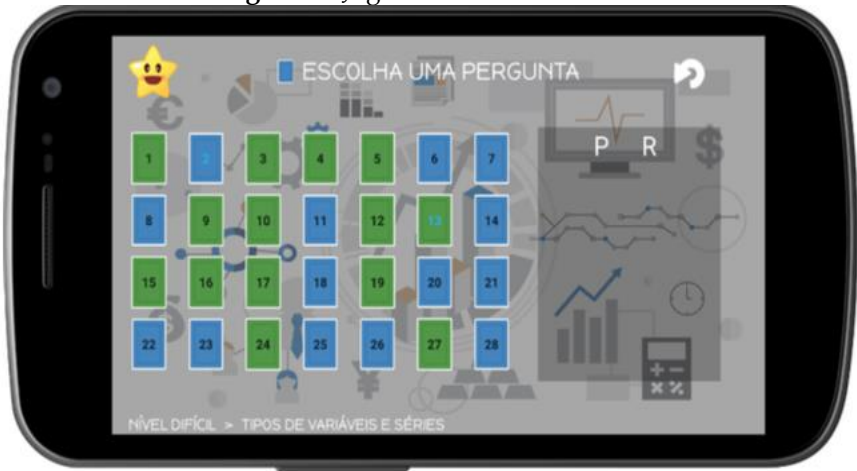 ESCOLHA UMA PERGUNTA
P R
1 2 3 4 5 6 7
8 9 10 11 12 13 14
15 16 17 18 19 20 21
22 23 24 25 26 27 28
NÍVEL DIFÍCIL > TIPOS DE VARIÁVEIS E SÉRIES